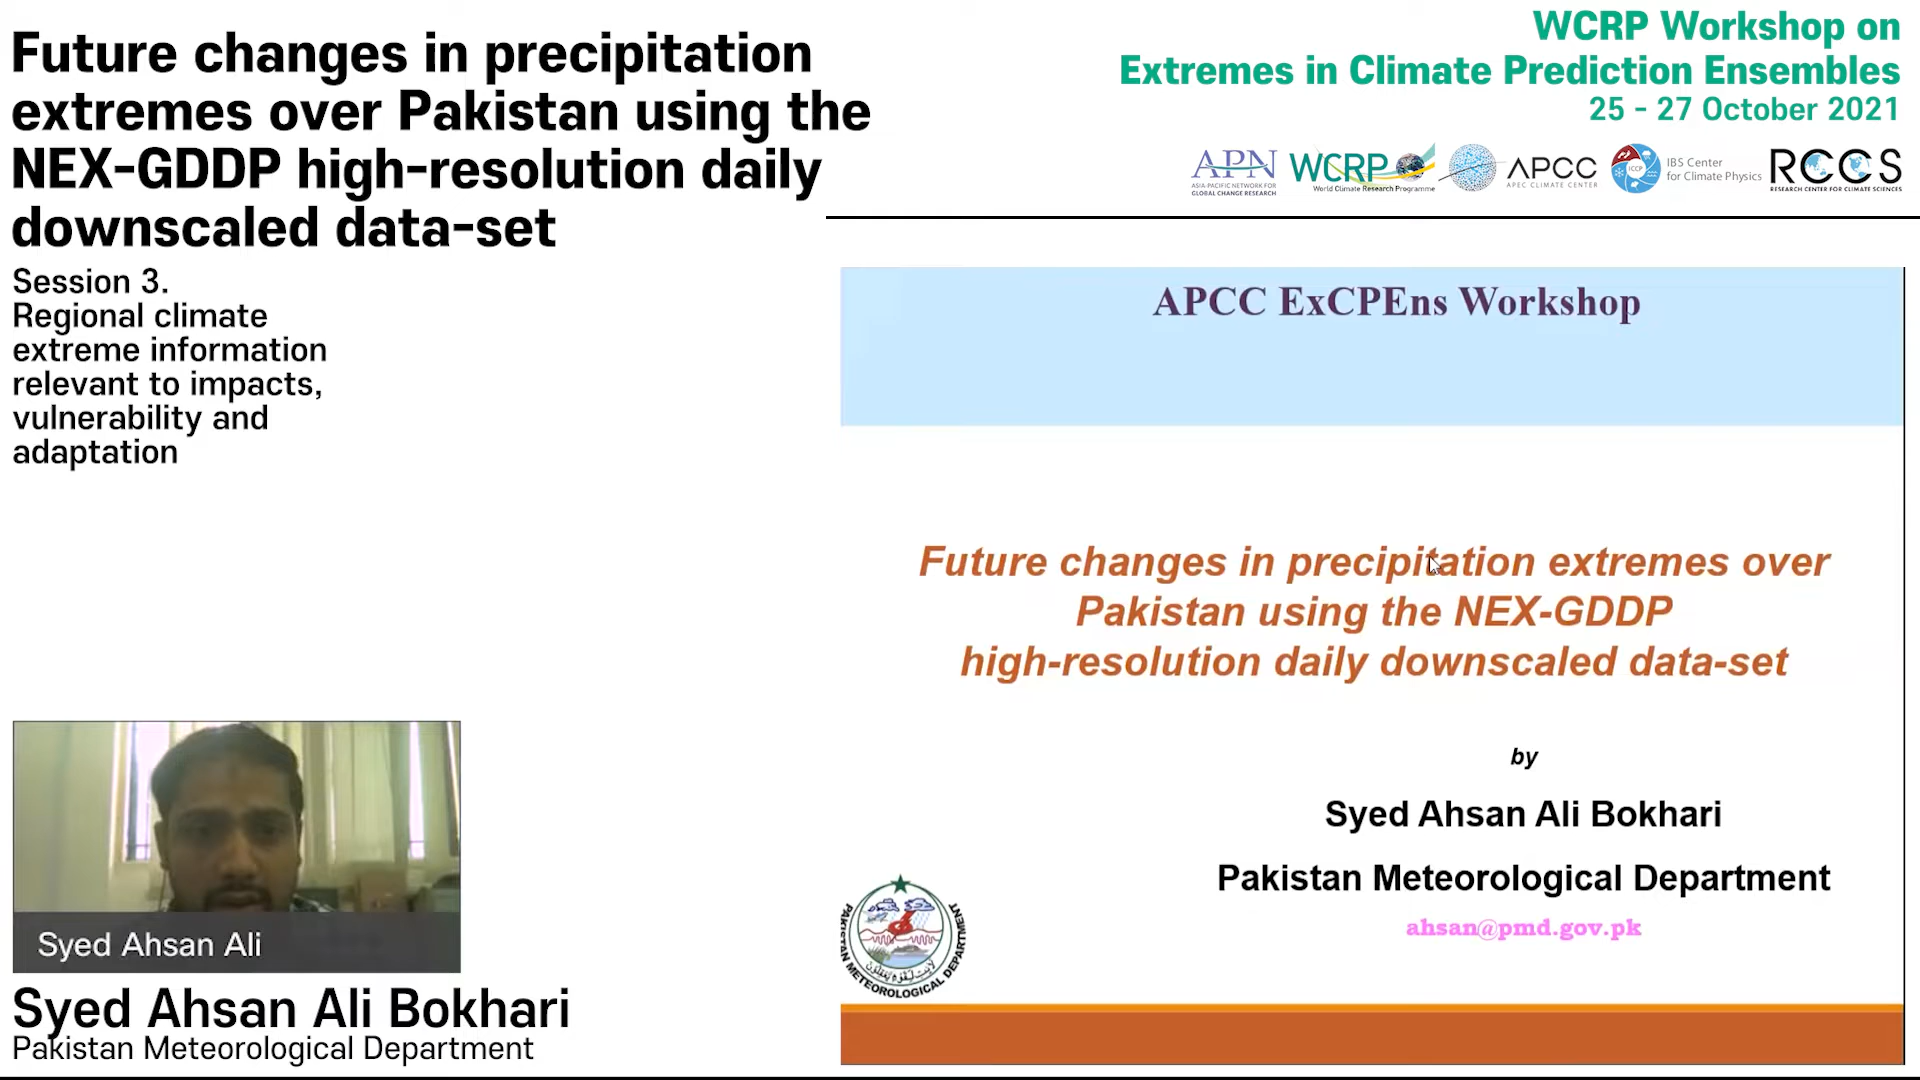 Future changes in precipitation
extremes over Pakistan using the
NEX-GDDP high-resolution daily
downscaled data-set
Session 3.
Regional climate
extreme information
relevant to impacts,
vulnerability and
adaptation
WCRP Workshop on
Extremes in Climate Prediction Ensembles
25 - 27 October 2021
APN
ASIA-PACIFIC NETWORK FOR
GLOBAL CHANGE RESEARCH
WCRP
World Climate Research Programme
APCC
APEC CLIMATE CENTER
ICCP
IBS Center
for Climate Physics
RCCS
RESEARCH CENTER FOR CLIMATE SCIENCES
APCC ExCPEns Workshop
Future changes in precipitation extremes over
Pakistan using the NEX-GDDP
high-resolution daily downscaled data-set
by
Syed Ahsan Ali Bokhari
Pakistan Meteorological Department
ahsan@pmd.gov.pk
PAKISTAN METEOROLOGICAL DEPARTMENT
Syed Ahsan Ali
Syed Ahsan Ali Bokhari
Pakistan Meteorological Department